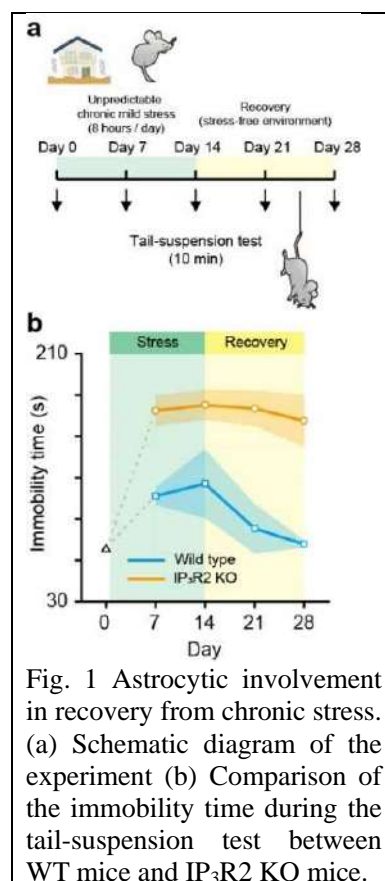 a
Unpredictable
chronic mild stress
(8 hours / day)
Recovery
(stress-free environment)
Day 0 Day 7 Day 14 Day 21 Day 28
Tail-suspension test
(10 min)
b
Stress Recovery
210
Immobility time (s)
30
Wild type
IP₃R2 KO
0 7 14 21 28
Day
Fig. 1 Astrocytic involvement
in recovery from chronic stress.
(a) Schematic diagram of the
experiment (b) Comparison of
the immobility time during the
tail-suspension test between
WT mice and IP₃R2 KO mice.